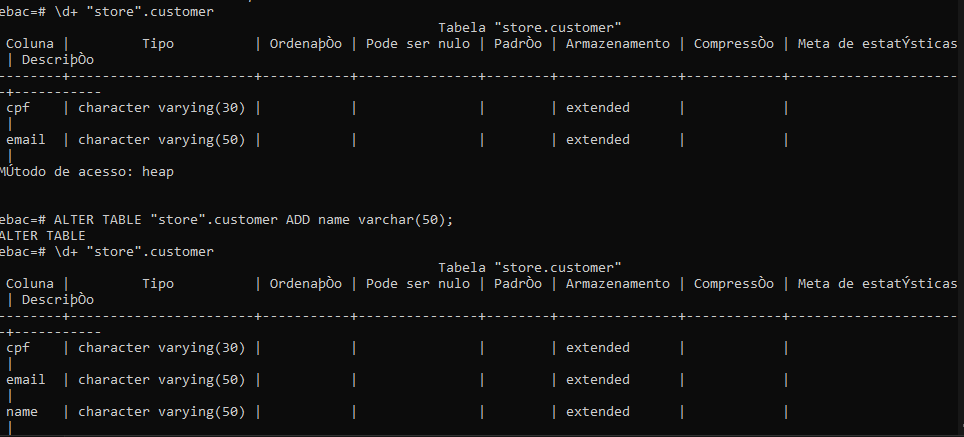 ebac=# \d+ "store".customer
Tabela "store.customer"
Coluna |         Tipo          | OrdenaþÒo | Pode ser nulo | PadrÒo | Armazenamento | CompressÒo | Meta de estatÝsticas
| DescriþÒo
--------+-----------------------+-----------+---------------+--------+---------------+------------+---------------------
-+-----------
cpf    | character varying(30) |           |               |        | extended      |            |
|
email  | character varying(50) |           |               |        | extended      |            |
|
MÚtodo de acesso: heap
ebac=# ALTER TABLE "store".customer ADD name varchar(50);
ALTER TABLE
ebac=# \d+ "store".customer
Tabela "store.customer"
Coluna |         Tipo          | OrdenaþÒo | Pode ser nulo | PadrÒo | Armazenamento | CompressÒo | Meta de estatÝsticas
| DescriþÒo
--------+-----------------------+-----------+---------------+--------+---------------+------------+---------------------
-+-----------
cpf    | character varying(30) |           |               |        | extended      |            |
|
email  | character varying(50) |           |               |        | extended      |            |
|
name   | character varying(50) |           |               |        | extended      |            |
|